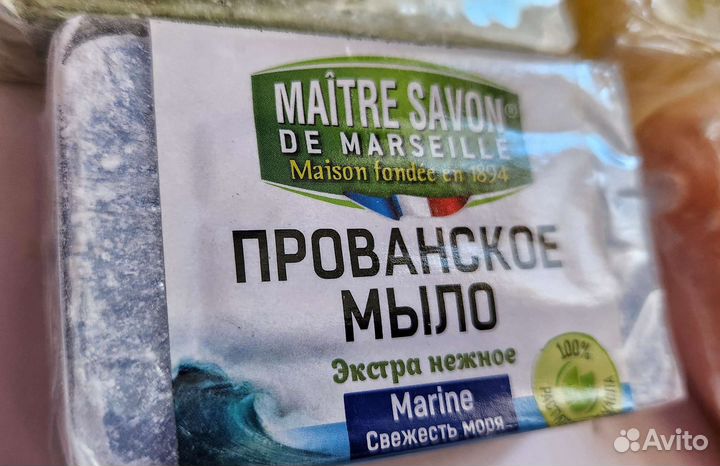 MAÎTRE SAVON®
DE MARSEILLE
Maison fondée en 1894
ПРОВАНСКОЕ
МЫЛО
Экстра нежное
100%
Marine
Свежесть моря
Avito